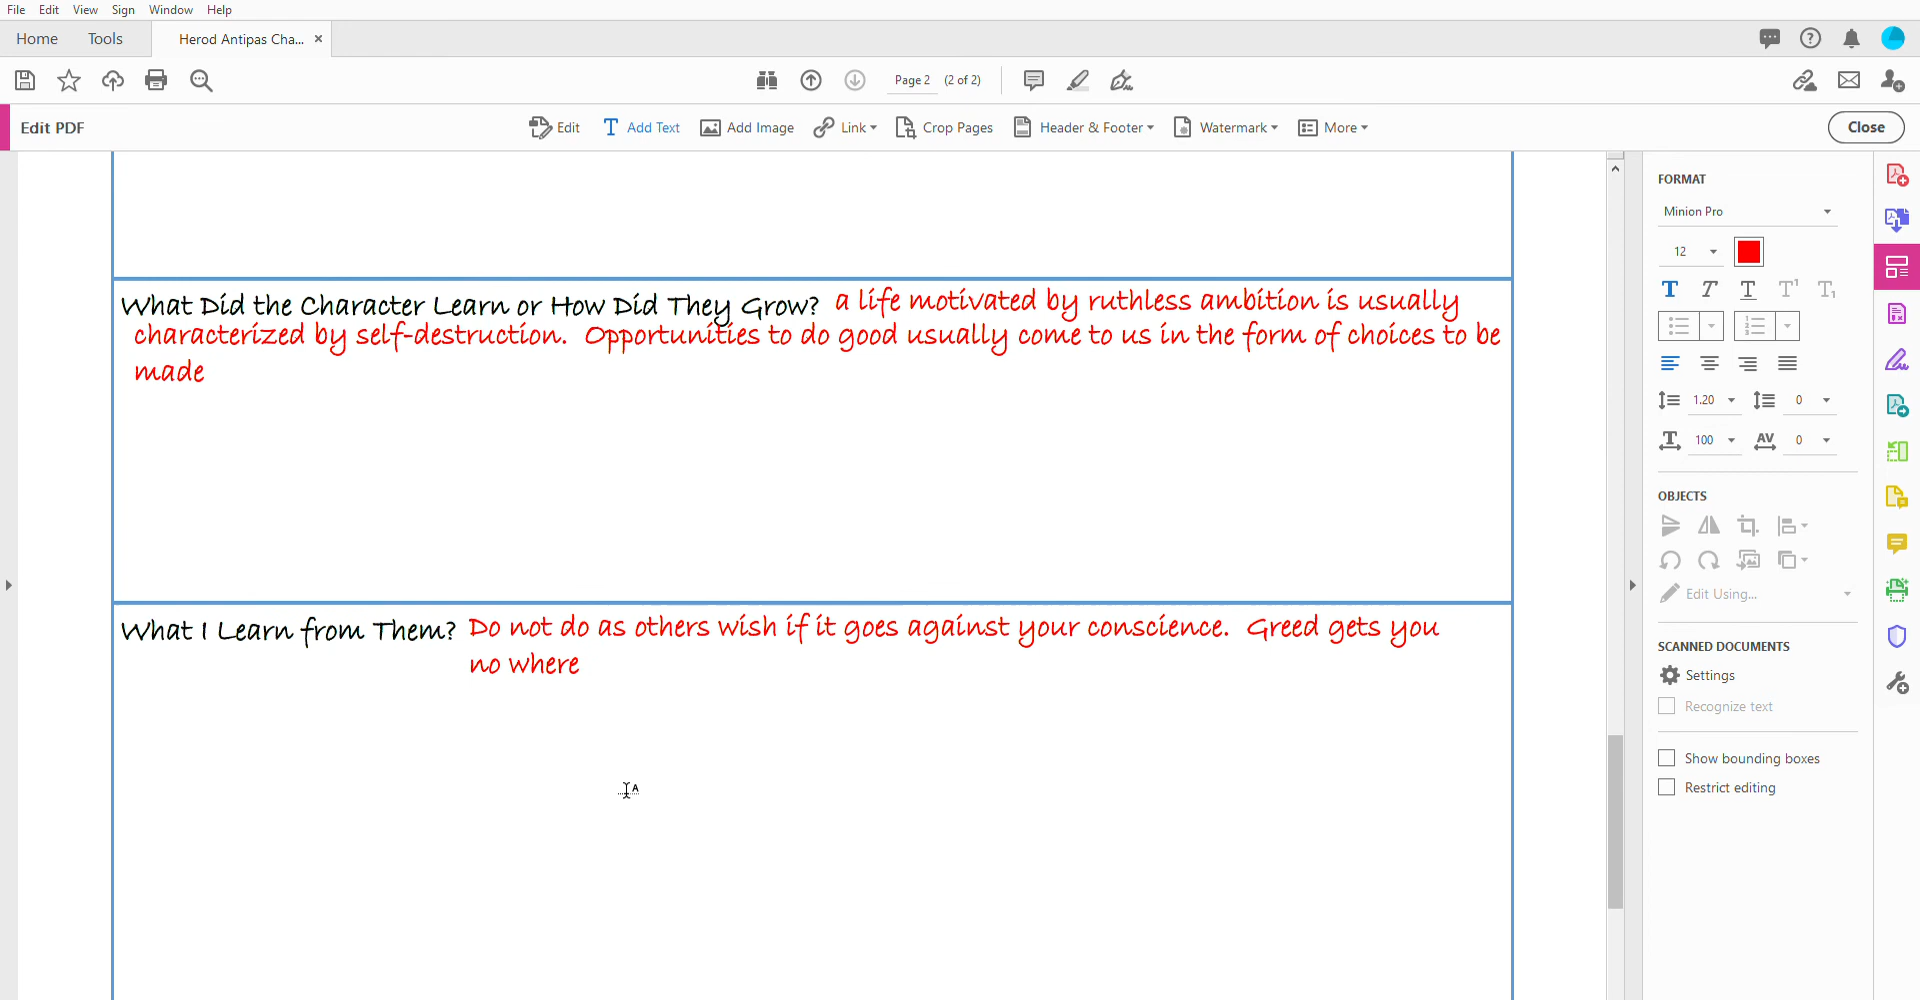 File Edit View Sign Window Help
Home Tools Herod Antipas Cha... ×
Page 2 (2 of 2)
Edit PDF Edit Add Text Add Image Link Crop Pages Header & Footer Watermark More Close
What Did the Character Learn or How Did They Grow? a life motivated by ruthless ambition is usually
characterized by self-destruction. Opportunities to do good usually come to us in the form of choices to be
made
What I Learn from Them? Do not do as others wish if it goes against your conscience. Greed gets you
no where
FORMAT
Minion Pro
12
1.20 0
100 0
OBJECTS
Edit Using...
SCANNED DOCUMENTS
Settings
Recognize text
Show bounding boxes
Restrict editing